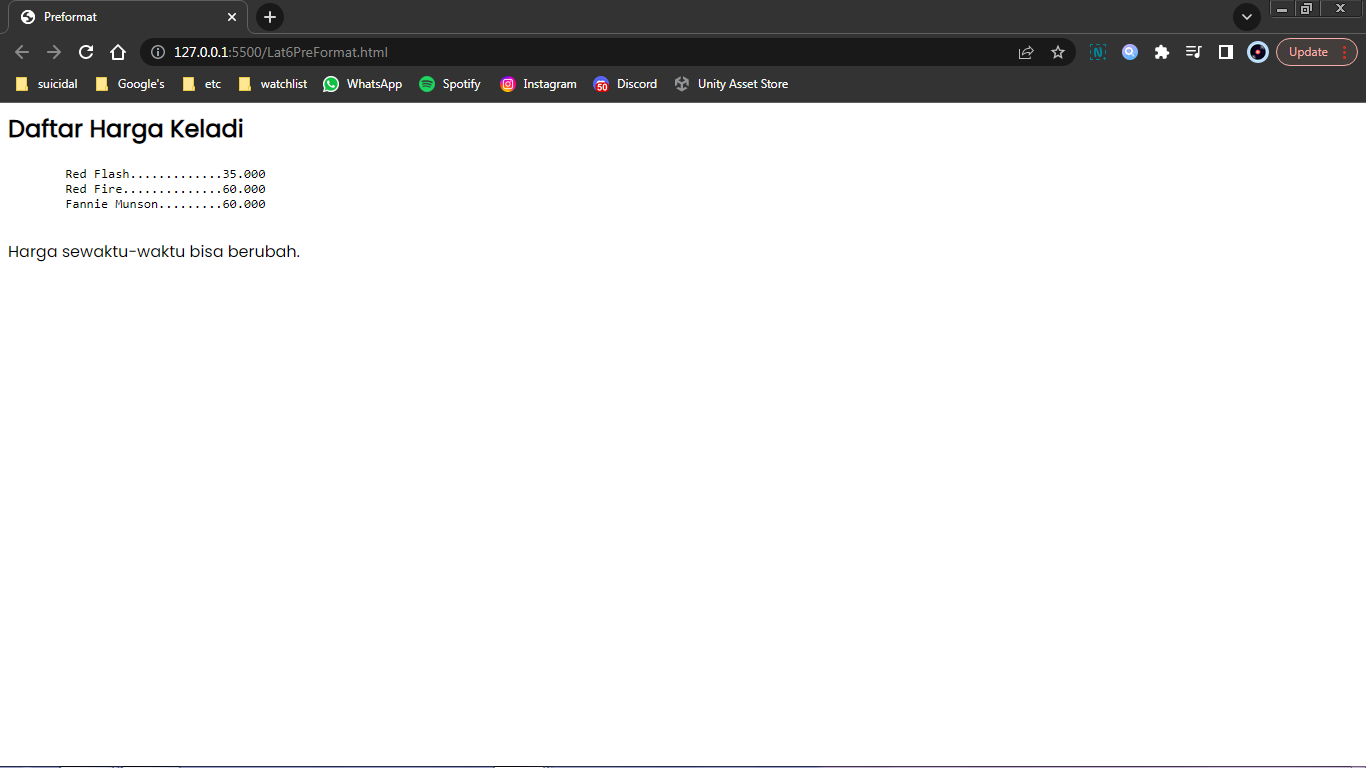 Preformat
127.0.0.1:5500/Lat6PreFormat.html
Update
suicidal Google's etc watchlist WhatsApp Spotify Instagram 50 Discord Unity Asset Store
Daftar Harga Keladi
Red Flash.............35.000
Red Fire..............60.000
Fannie Munson.........60.000
Harga sewaktu-waktu bisa berubah.